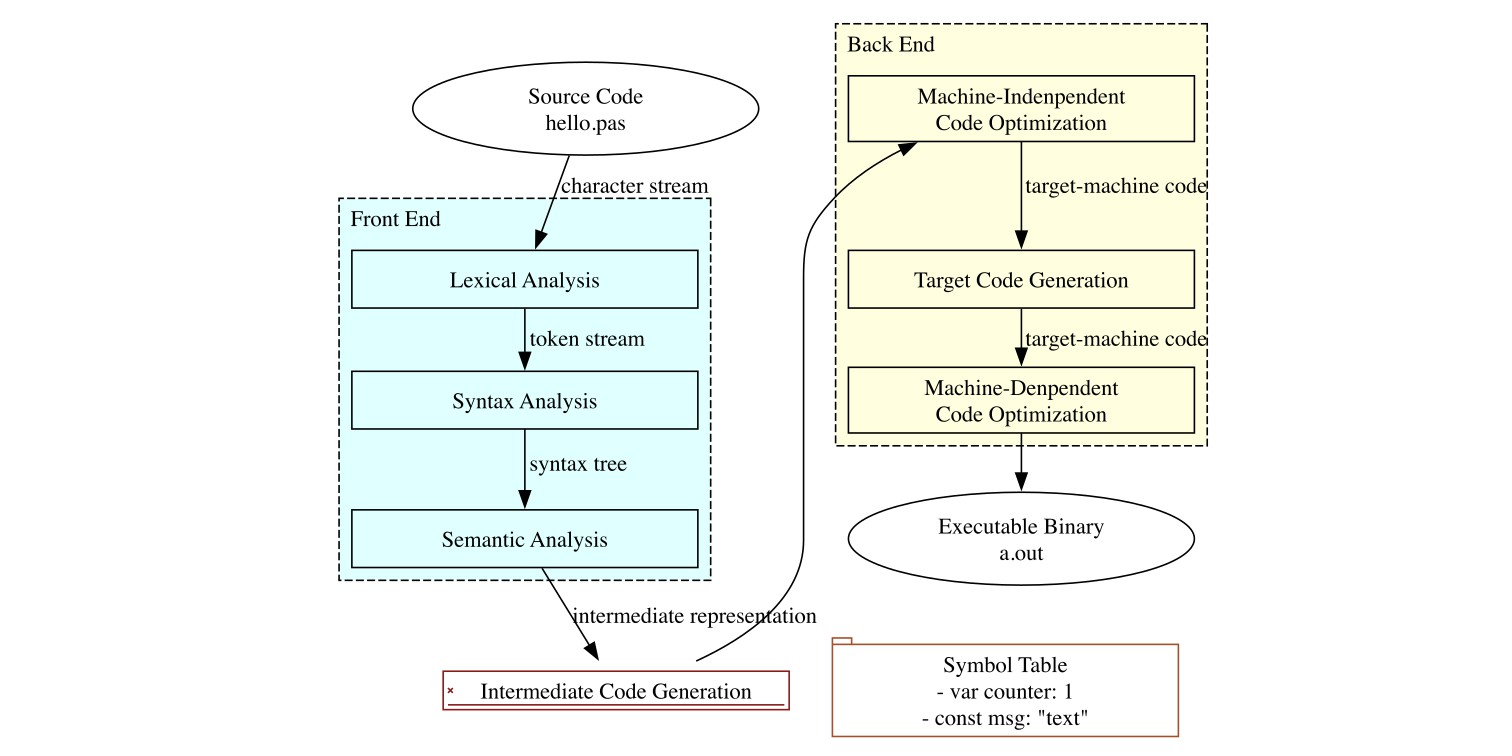 Source Code
hello.pas
character stream
Front End
Lexical Analysis
token stream
Syntax Analysis
syntax tree
Semantic Analysis
intermediate representation
Intermediate Code Generation
Back End
Machine-Indenpendent
Code Optimization
target-machine code
Target Code Generation
target-machine code
Machine-Denpendent
Code Optimization
Executable Binary
a.out
Symbol Table
- var counter: 1
- const msg: "text"